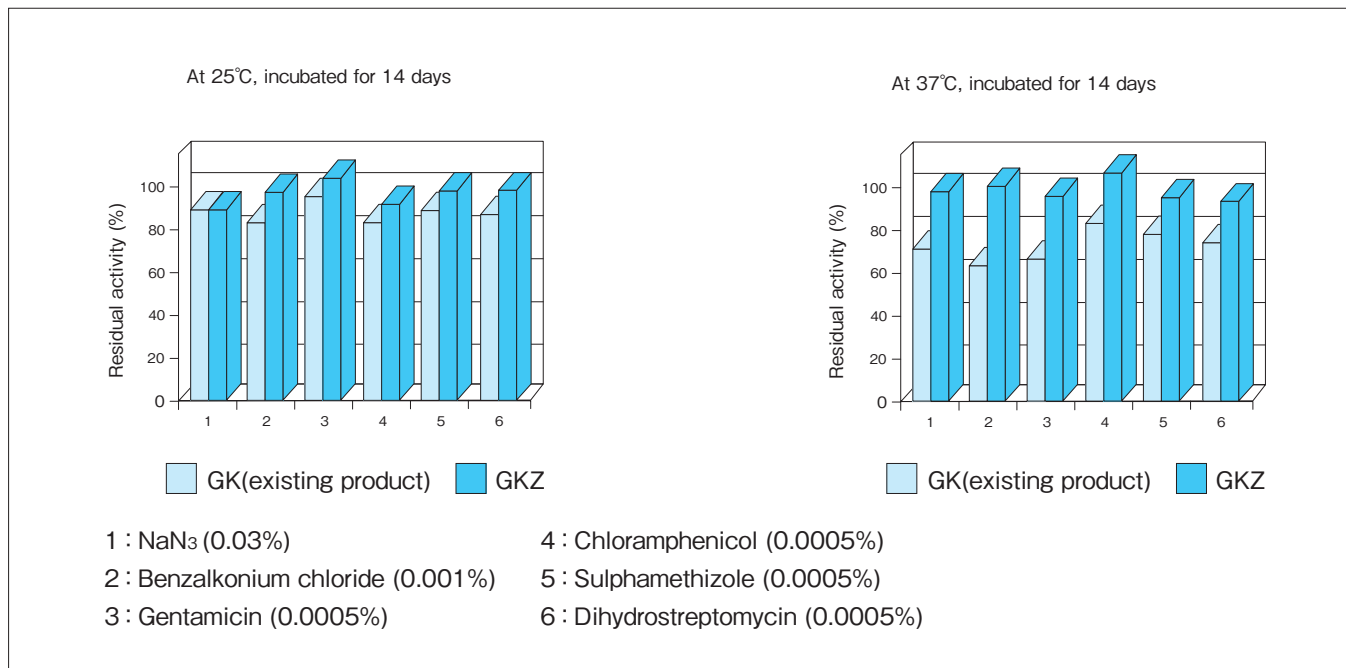 At 25℃, incubated for 14 days
Residual activity (%)
100
80
60
40
20
0
1 2 3 4 5 6
GK(existing product) GKZ
At 37℃, incubated for 14 days
Residual activity (%)
100
80
60
40
20
0
1 2 3 4 5 6
GK(existing product) GKZ
1 : NaN₃ (0.03%)
2 : Benzalkonium chloride (0.001%)
3 : Gentamicin (0.0005%)
4 : Chloramphenicol (0.0005%)
5 : Sulphamethizole (0.0005%)
6 : Dihydrostreptomycin (0.0005%)